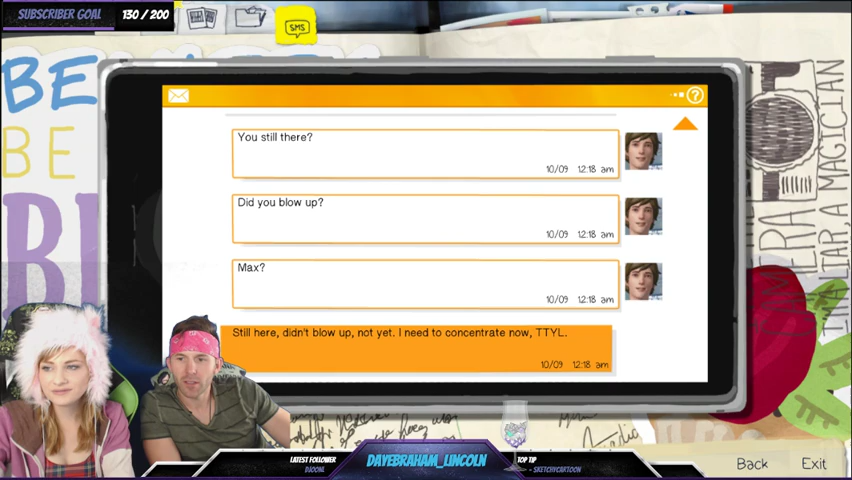 SUBSCRIBER GOAL 130 / 200
SMS
You still there?
10/09 12:18 am
Did you blow up?
10/09 12:18 am
Max?
10/09 12:18 am
Still here, didn't blow up, not yet. I need to concentrate now, TTYL.
10/09 12:18 am
BE
BE
CAMERA
MAGICIAN
LATEST FOLLOWER
DAYEBRAHAM_LINCOLN
TOP TIP
- SKETCHYCARTOON
Back Exit